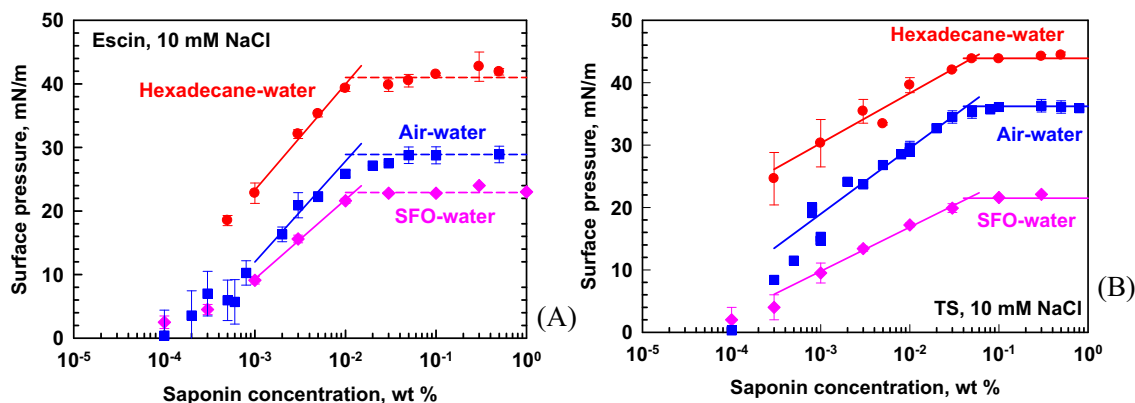 50
40
30
20
10
0
Surface pressure, mN/m
Escin, 10 mM NaCl
Hexadecane-water
Air-water
SFO-water
(A)
10-5
10-4
10-3
10-2
10-1
100
Saponin concentration, wt %
50
40
30
20
10
0
Surface pressure, mN/m
Hexadecane-water
Air-water
SFO-water
TS, 10 mM NaCl
(B)
10-5
10-4
10-3
10-2
10-1
100
Saponin concentration, wt %